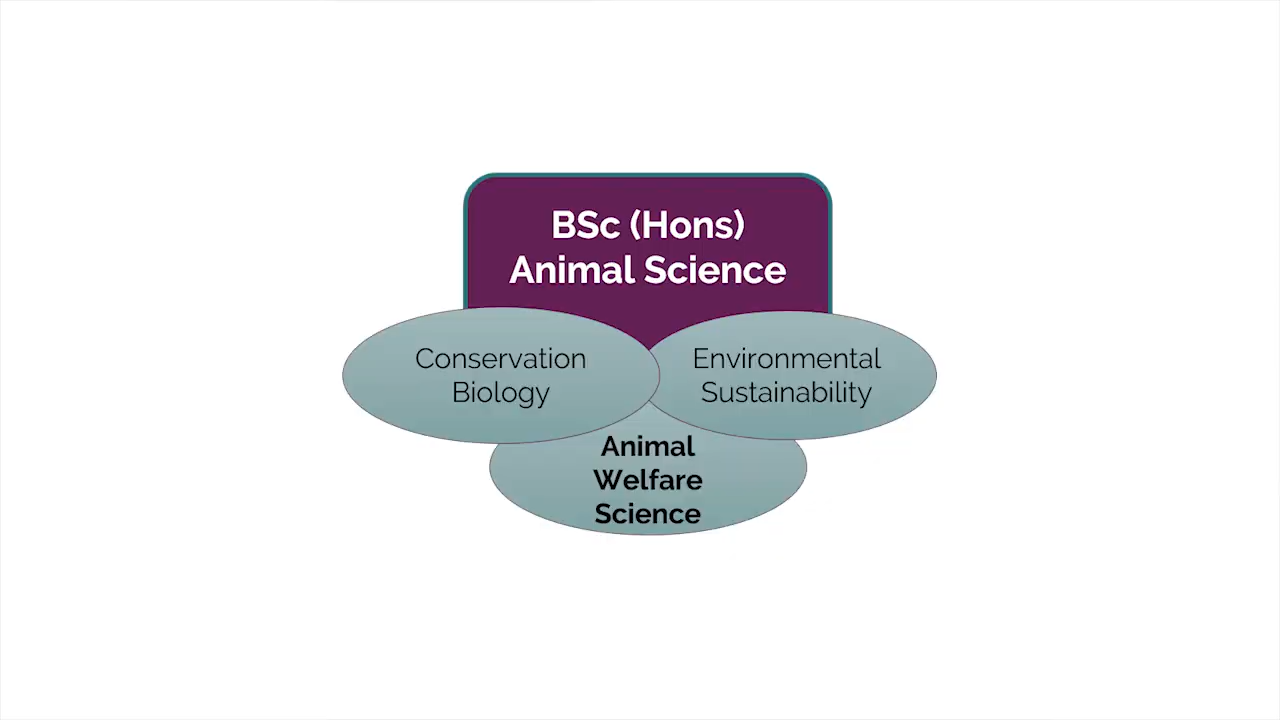 BSc (Hons)
Animal Science
Conservation
Biology
Environmental
Sustainability
Animal
Welfare
Science